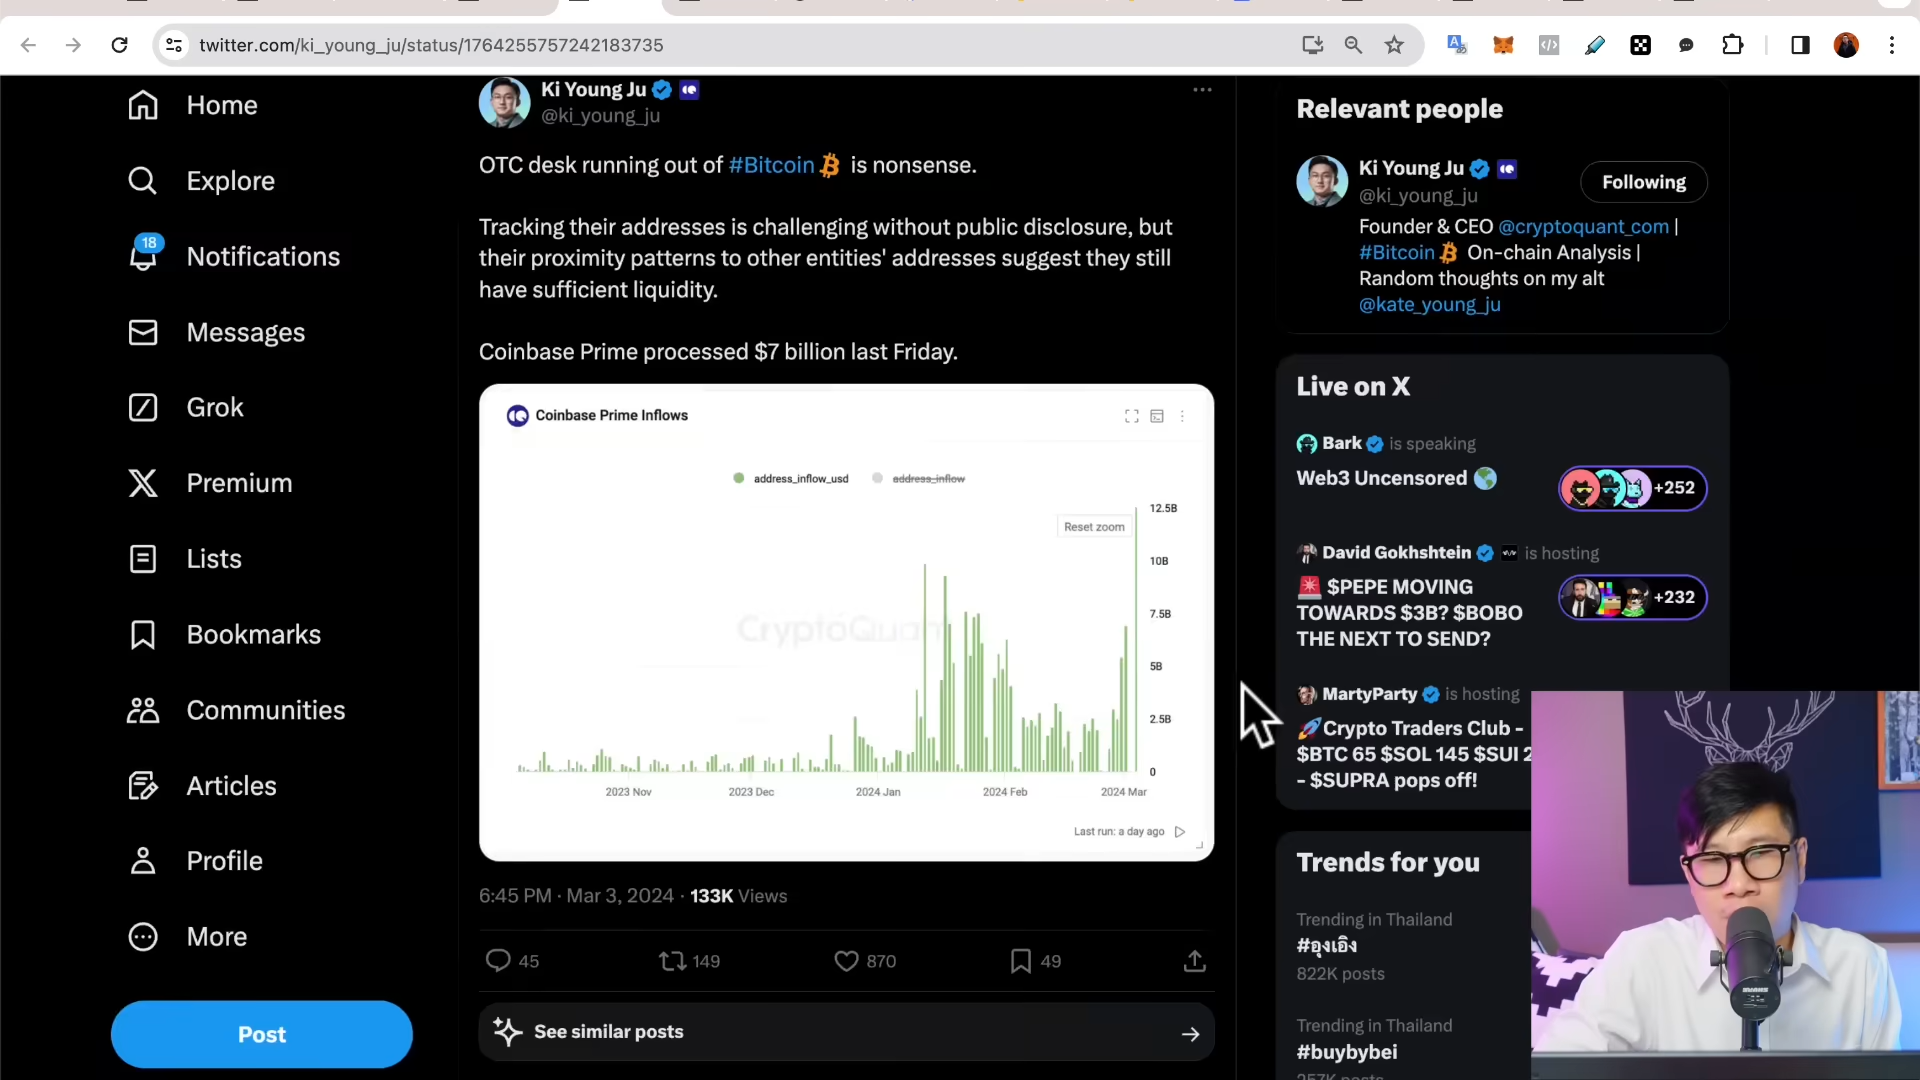 twitter.com/ki_young_ju/status/1764255757242183735
Home
Explore
18
Notifications
Messages
Grok
Premium
Lists
Bookmarks
Communities
Articles
Profile
More
Post
Ki Young Ju
@ki_young_ju
OTC desk running out of #Bitcoin is nonsense.
Tracking their addresses is challenging without public disclosure, but
their proximity patterns to other entities' addresses suggest they still
have sufficient liquidity.
Coinbase Prime processed $7 billion last Friday.
Coinbase Prime Inflows
address_inflow_usd
address_inflow
Reset zoom
12.5B
10B
7.5B
5B
2.5B
0
CryptoQuant
2023 Nov
2023 Dec
2024 Jan
2024 Feb
2024 Mar
Last run: a day ago
6:45 PM · Mar 3, 2024 · 133K Views
45
149
870
49
See similar posts
Relevant people
Ki Young Ju
@ki_young_ju
Following
Founder & CEO @cryptoquant_com |
#Bitcoin On-chain Analysis |
Random thoughts on my alt
@kate_young_ju
Live on X
Bark is speaking
Web3 Uncensored
+252
David Gokhshtein is hosting
$PEPE MOVING
TOWARDS $3B? $BOBO
THE NEXT TO SEND?
+232
MartyParty is hosting
Crypto Traders Club -
$BTC 65 $SOL 145 $SUI 2
- $SUPRA pops off!
Trends for you
Trending in Thailand
#อุงเอิง
822K posts
Trending in Thailand
#buybybei
257K posts